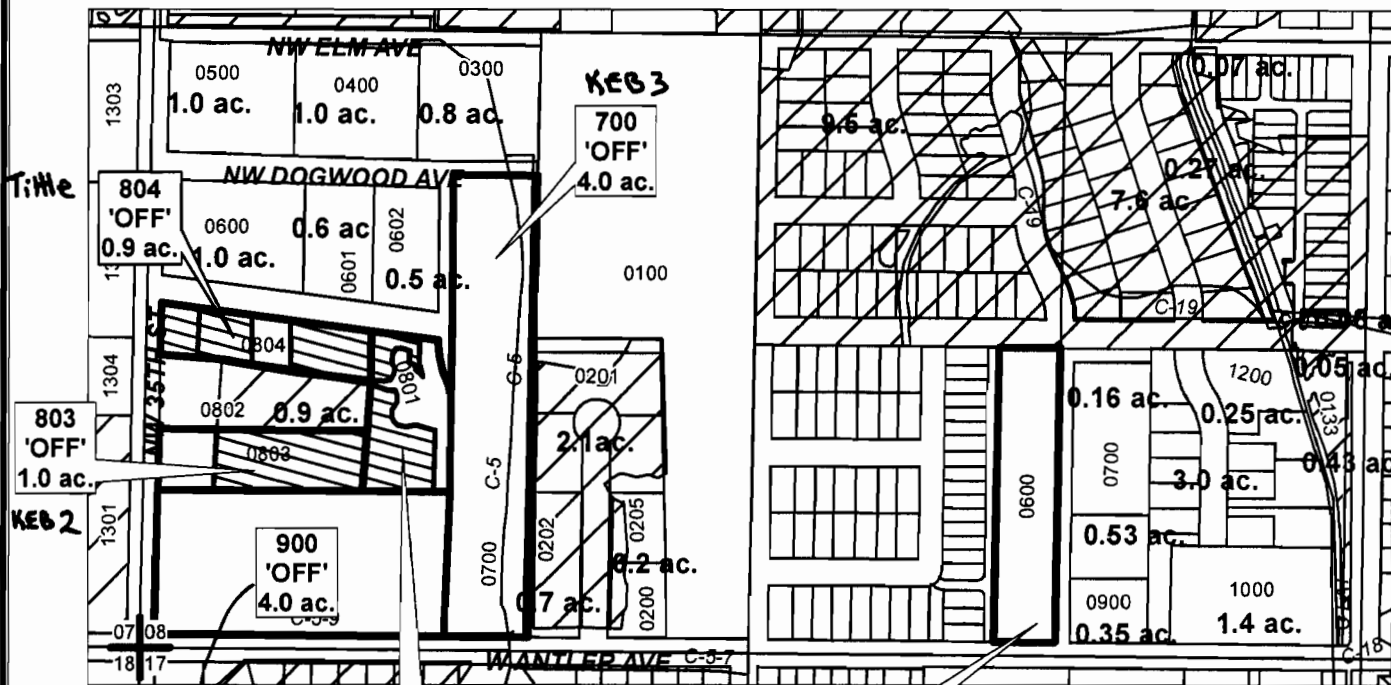 NW ELM AVE
0500
1.0 ac.
0400
1.0 ac.
0300
0.8 ac.
1303
KEB 3
700
'OFF'
4.0 ac.
9.5 ac.
0.07 ac.
0.27 ac.
7.6 ac.
C-19
C-19
Tittle
804
'OFF'
0.9 ac.
NW DOGWOOD AVE
0600
1.0 ac.
0.6 ac
0601
0602
0.5 ac.
0100
NW 35TH ST
0804
0801
1304
0802
0.9 ac.
803
'OFF'
1.0 ac.
0803
KEB 2
1301
900
'OFF'
4.0 ac.
C-5-9
C-5
C-5
0700
0201
2.1 ac.
0202
0205
0.2 ac.
0.7 ac.
0200
0600
0.16 ac.
0700
0.53 ac.
0900
0.35 ac.
1200
0.25 ac.
3.0 ac.
0.05 ac.
0133
0.43 ac.
1000
1.4 ac.
07 08
18 17
W ANTLER AVE
C-5-7
C-18